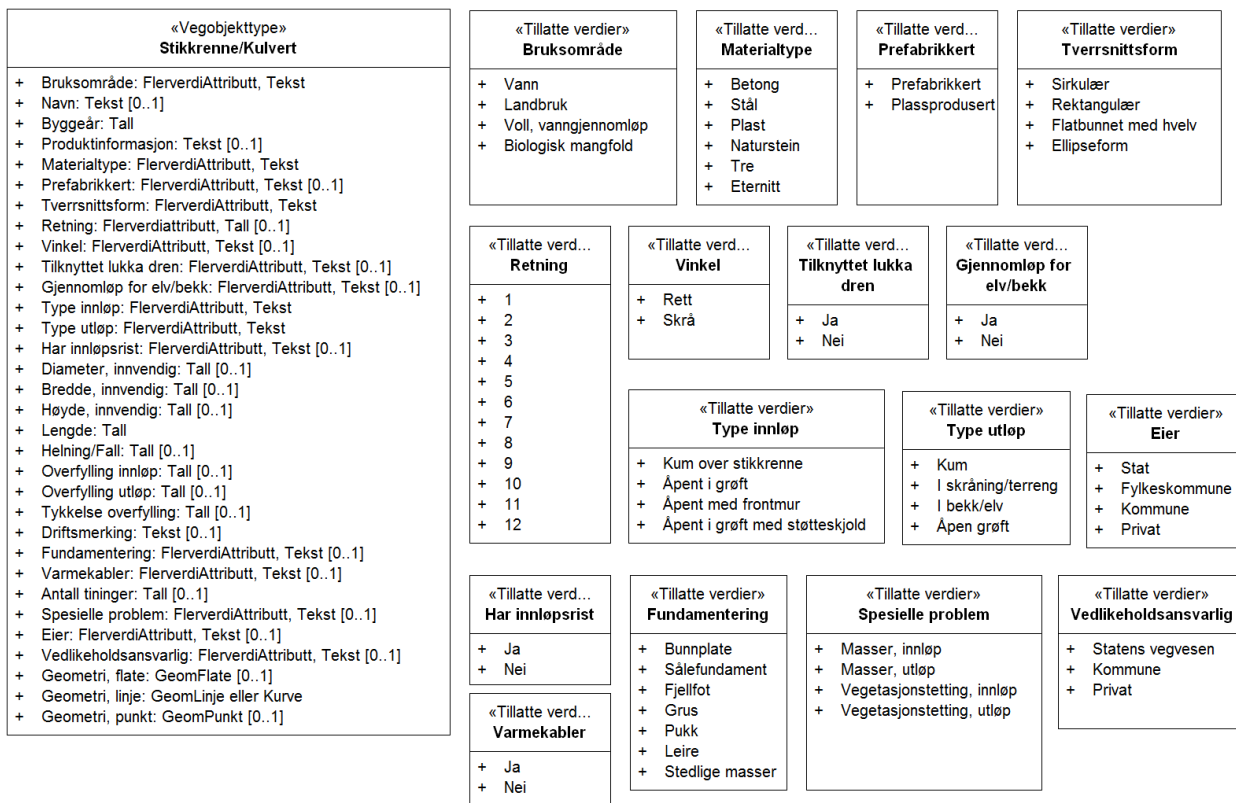 «Vegobjekttype»
Stikkrenne/Kulvert
+ Bruksområde: FlerverdiAttributt, Tekst
+ Navn: Tekst [0..1]
+ Byggeår: Tall
+ Produktinformasjon: Tekst [0..1]
+ Materialtype: FlerverdiAttributt, Tekst
+ Prefabrikkert: FlerverdiAttributt, Tekst [0..1]
+ Tverrsnittsform: FlerverdiAttributt, Tekst
+ Retning: Flerverdiattributt, Tall [0..1]
+ Vinkel: FlerverdiAttributt, Tekst [0..1]
+ Tilknyttet lukka dren: FlerverdiAttributt, Tekst [0..1]
+ Gjennomløp for elv/bekk: FlerverdiAttributt, Tekst [0..1]
+ Type innløp: FlerverdiAttributt, Tekst
+ Type utløp: FlerverdiAttributt, Tekst
+ Har innløpsrist: FlerverdiAttributt, Tekst [0..1]
+ Diameter, innvendig: Tall [0..1]
+ Bredde, innvendig: Tall [0..1]
+ Høyde, innvendig: Tall [0..1]
+ Lengde: Tall
+ Helning/Fall: Tall [0..1]
+ Overfylling innløp: Tall [0..1]
+ Overfylling utløp: Tall [0..1]
+ Tykkelse overfylling: Tall [0..1]
+ Driftsmerking: Tekst [0..1]
+ Fundamentering: FlerverdiAttributt, Tekst [0..1]
+ Varmekabler: FlerverdiAttributt, Tekst [0..1]
+ Antall tininger: Tall [0..1]
+ Spesielle problem: FlerverdiAttributt, Tekst [0..1]
+ Eier: FlerverdiAttributt, Tekst [0..1]
+ Vedlikeholdsansvarlig: FlerverdiAttributt, Tekst [0..1]
+ Geometri, flate: GeomFlate [0..1]
+ Geometri, linje: GeomLinje eller Kurve
+ Geometri, punkt: GeomPunkt [0..1]
«Tillatte verdier»
Bruksområde
+ Vann
+ Landbruk
+ Voll, vanngjennomløp
+ Biologisk mangfold
«Tillatte verd...
Materialtype
+ Betong
+ Stål
+ Plast
+ Naturstein
+ Tre
+ Eternitt
«Tillatte verd...
Prefabrikkert
+ Prefabrikkert
+ Plassprodusert
«Tillatte verdier»
Tverrsnittsform
+ Sirkulær
+ Rektangulær
+ Flatbunnet med hvelv
+ Ellipseform
«Tillatte verd...
Retning
+ 1
+ 2
+ 3
+ 4
+ 5
+ 6
+ 7
+ 8
+ 9
+ 10
+ 11
+ 12
«Tillatte verd...
Vinkel
+ Rett
+ Skrå
«Tillatte verd...
Tilknyttet lukka
dren
+ Ja
+ Nei
«Tillatte verd...
Gjennomløp for
elv/bekk
+ Ja
+ Nei
«Tillatte verdier»
Type innløp
+ Kum over stikkrenne
+ Åpent i grøft
+ Åpent med frontmur
+ Åpent i grøft med støtteskjold
«Tillatte verdier»
Type utløp
+ Kum
+ I skråning/terreng
+ I bekk/elv
+ Åpen grøft
«Tillatte verdier»
Eier
+ Stat
+ Fylkeskommune
+ Kommune
+ Privat
«Tillatte verd...
Har innløpsrist
+ Ja
+ Nei
«Tillatte verd...
Varmekabler
+ Ja
+ Nei
«Tillatte verdier»
Fundamentering
+ Bunnplate
+ Sålefundament
+ Fjellfot
+ Grus
+ Pukk
+ Leire
+ Stedlige masser
«Tillatte verdier»
Spesielle problem
+ Masser, innløp
+ Masser, utløp
+ Vegetasjonstetting, innløp
+ Vegetasjonstetting, utløp
«Tillatte verdier»
Vedlikeholdsansvarlig
+ Statens vegvesen
+ Kommune
+ Privat